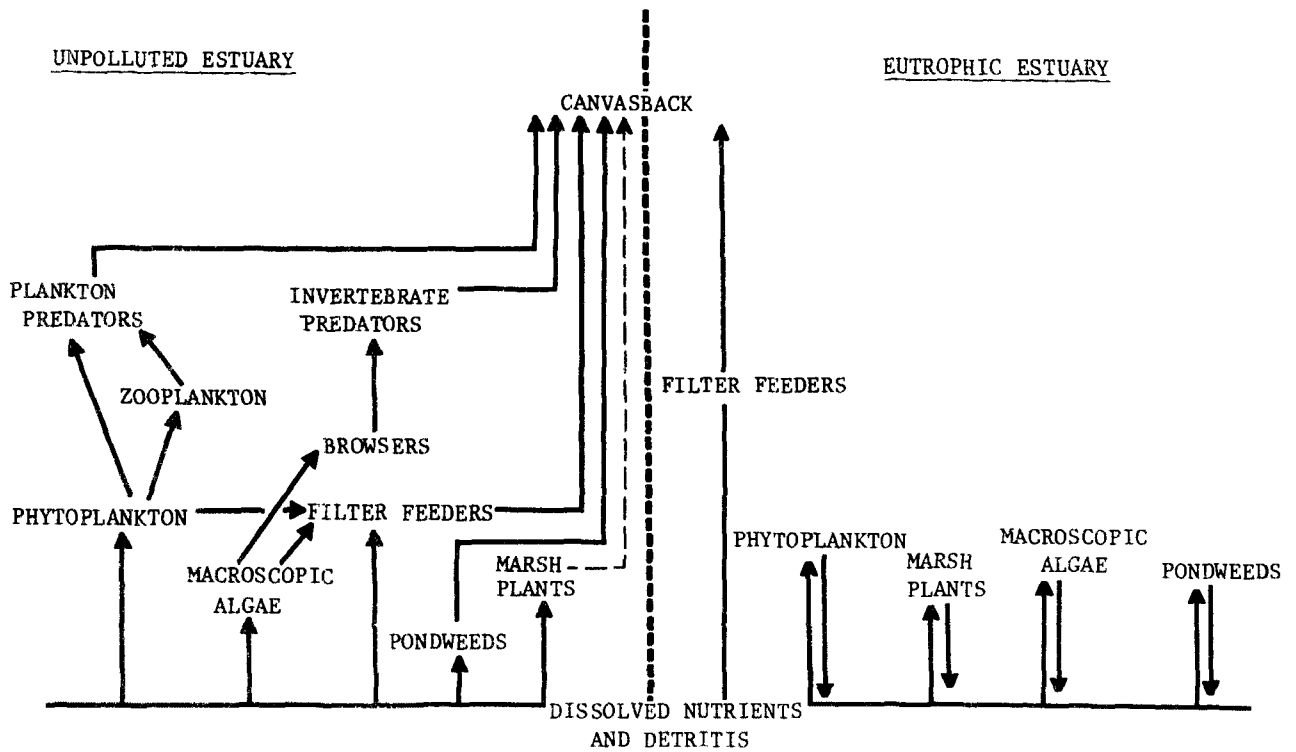 UNPOLLUTED ESTUARY
EUTROPHIC ESTUARY
CANVASBACK
PLANKTON
PREDATORS
INVERTEBRATE
PREDATORS
ZOOPLANKTON
FILTER FEEDERS
BROWSERS
PHYTOPLANKTON
FILTER FEEDERS
MACROSCOPIC
ALGAE
MARSH
PLANTS
PONDWEEDS
PHYTOPLANKTON
MARSH
PLANTS
MACROSCOPIC
ALGAE
PONDWEEDS
DISSOLVED NUTRIENTS
AND DETRITIS